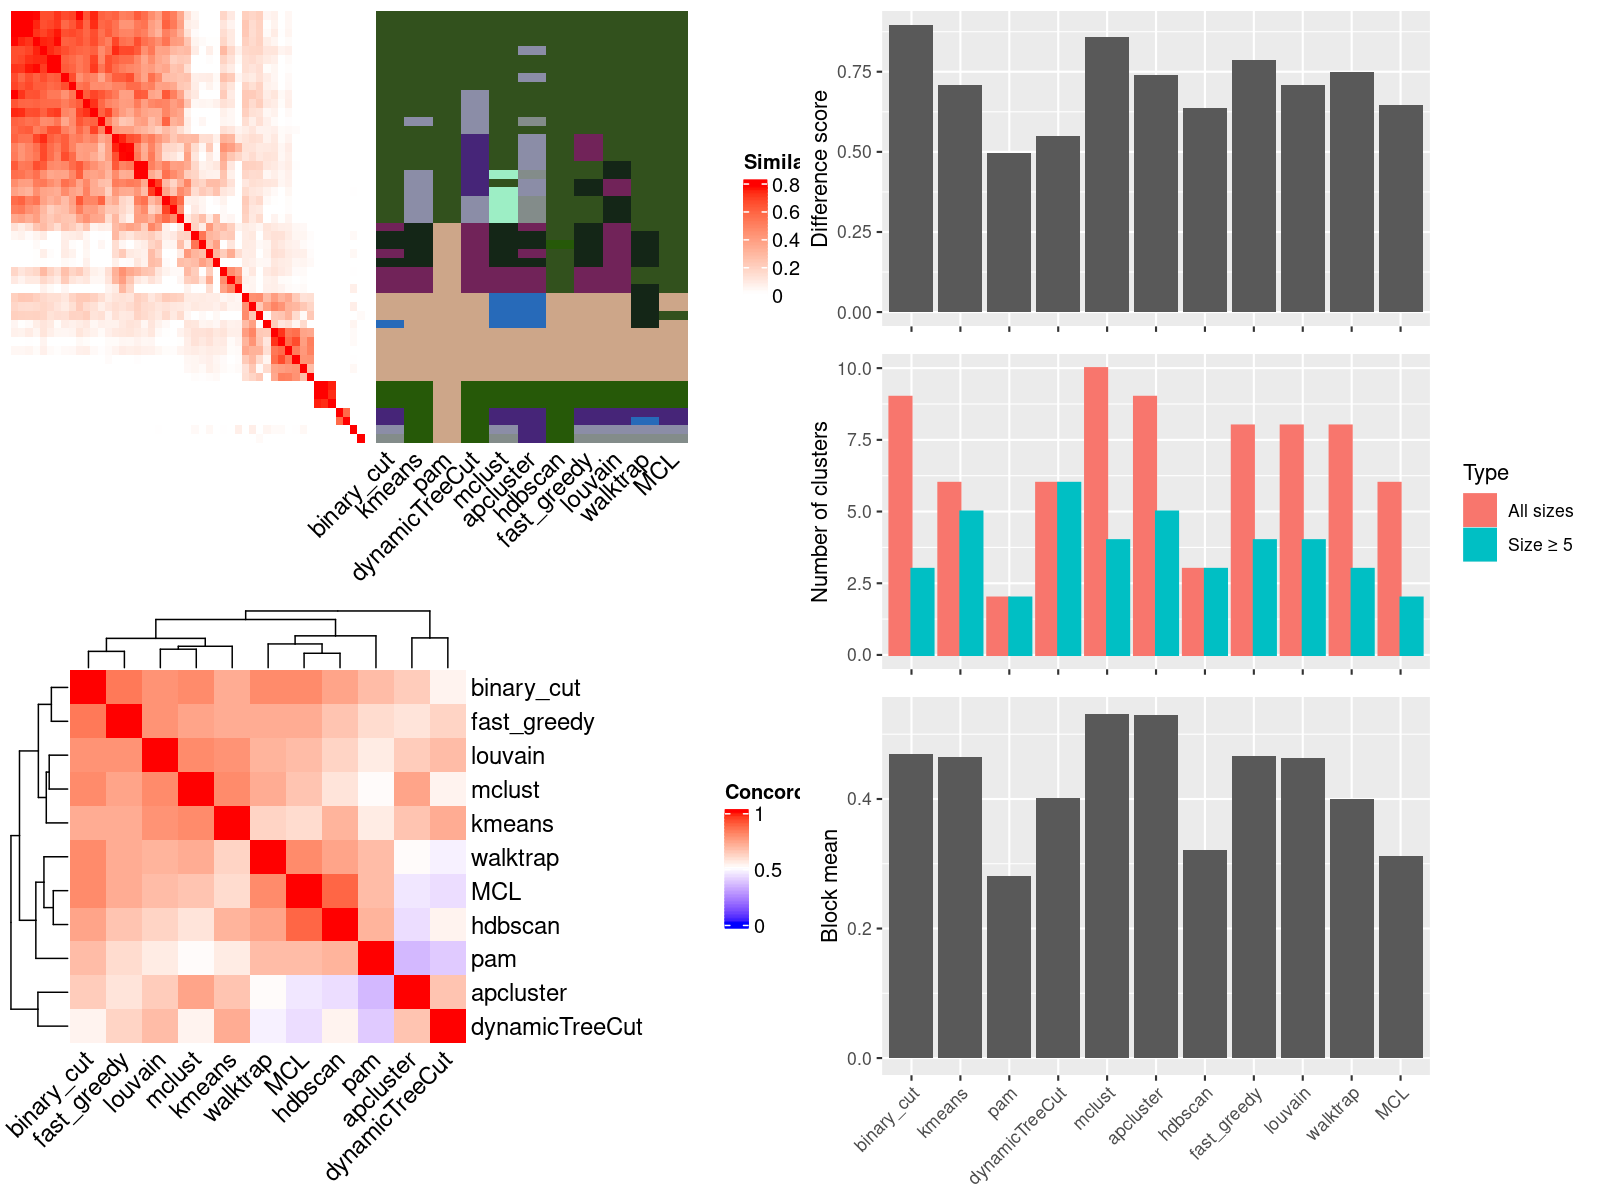 Simila
0.8
0.6
0.4
0.2
0
binary_cut
kmeans
pam
dynamicTreeCut
mclust
apcluster
hdbscan
fast_greedy
louvain
walktrap
MCL
Difference score
0.75
0.50
0.25
0.00
Number of clusters
10.0
7.5
5.0
2.5
0.0
Type
All sizes
Size ≥ 5
binary_cut
fast_greedy
louvain
mclust
kmeans
walktrap
MCL
hdbscan
pam
apcluster
dynamicTreeCut
binary_cut
fast_greedy
louvain
mclust
kmeans
walktrap
MCL
hdbscan
pam
apcluster
dynamicTreeCut
Concord
1
0.5
0
Block mean
0.4
0.2
0.0
binary_cut
kmeans
pam
dynamicTreeCut
mclust
apcluster
hdbscan
fast_greedy
louvain
walktrap
MCL